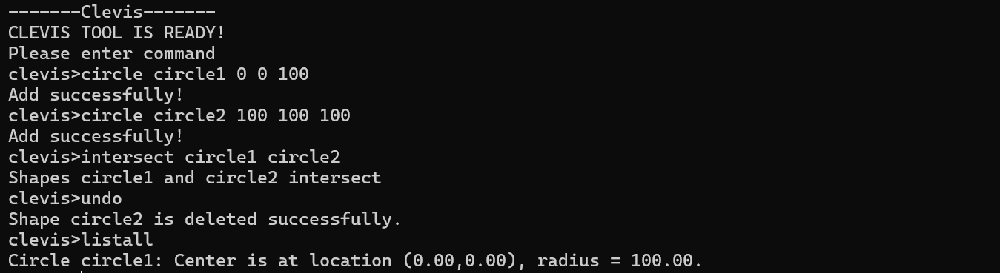 -------Clevis-------
CLEVIS TOOL IS READY!
Please enter command
clevis>circle circle1 0 0 100
Add successfully!
clevis>circle circle2 100 100 100
Add successfully!
clevis>intersect circle1 circle2
Shapes circle1 and circle2 intersect
clevis>undo
Shape circle2 is deleted successfully.
clevis>listall
Circle circle1: Center is at location (0.00,0.00), radius = 100.00.